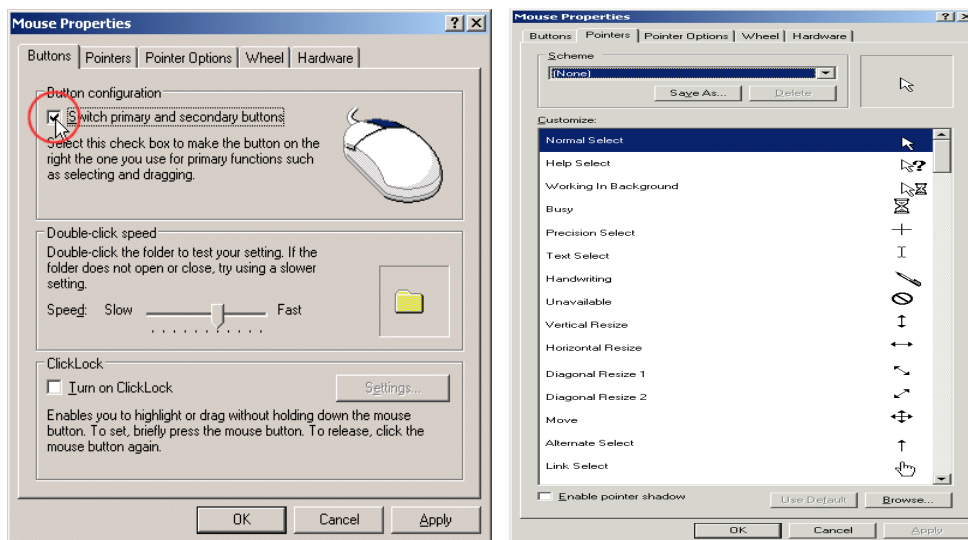 Mouse Properties
Buttons Pointers Pointer Options Wheel Hardware
Button configuration
Switch primary and secondary buttons
Select this check box to make the button on the
right the one you use for primary functions such
as selecting and dragging.
Double-click speed
Double-click the folder to test your setting. If the
folder does not open or close, try using a slower
setting.
Speed: Slow Fast
ClickLock
Turn on ClickLock
Settings...
Enables you to highlight or drag without holding down the mouse
button. To set, briefly press the mouse button. To release, click the
mouse button again.
OK Cancel Apply
Mouse Properties
Buttons Pointers Pointer Options Wheel Hardware
Scheme
(None)
Save As... Delete
Customize:
Normal Select
Help Select
Working In Background
Busy
Precision Select
Text Select
Handwriting
Unavailable
Vertical Resize
Horizontal Resize
Diagonal Resize 1
Diagonal Resize 2
Move
Alternate Select
Link Select
Enable pointer shadow
Use Default Browse...
OK Cancel Apply